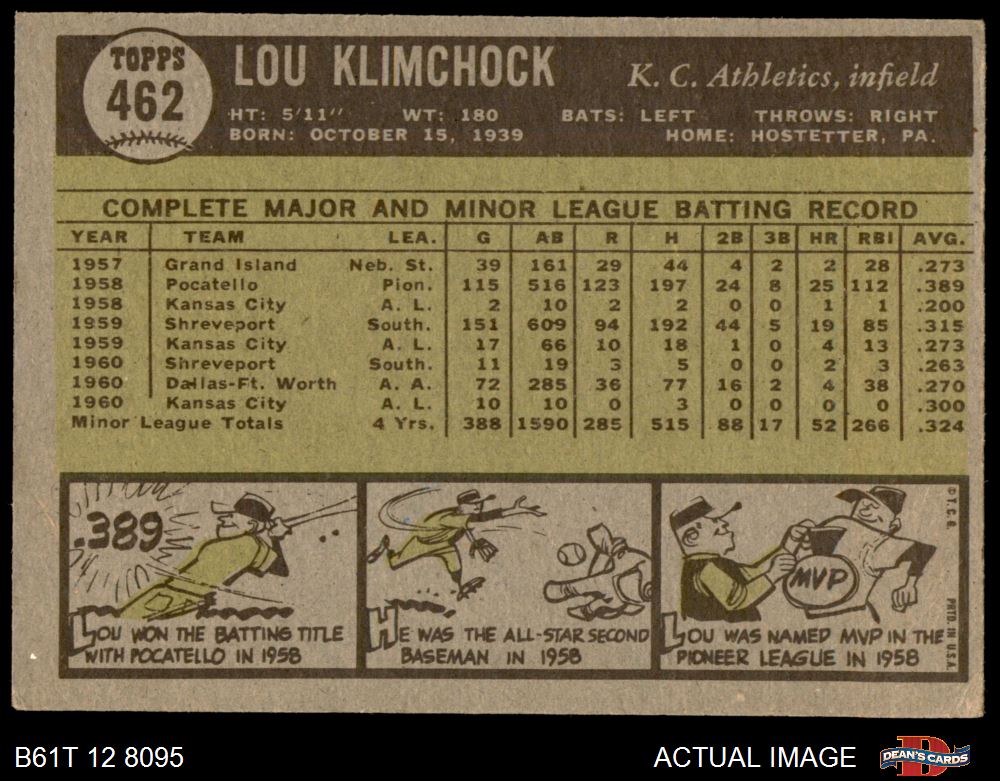 TOPPS
462
LOU KLIMCHOCK
K. C. Athletics, infield
HT: 5'11" WT: 180 BATS: LEFT THROWS: RIGHT
BORN: OCTOBER 15, 1939 HOME: HOSTETTER, PA.
COMPLETE MAJOR AND MINOR LEAGUE BATTING RECORD
YEAR TEAM LEA. G AB R H 2B 3B HR RBI AVG.
1957 Grand Island Neb. St. 39 161 29 44 4 2 2 28 .273
1958 Pocatello Pion. 115 516 123 197 24 8 25 112 .389
1958 Kansas City A. L. 2 10 2 2 0 0 1 1 .200
1959 Shreveport South. 151 609 94 192 44 5 19 85 .315
1959 Kansas City A. L. 17 66 10 18 1 0 4 13 .273
1960 Shreveport South. 11 19 3 5 0 0 2 3 .263
1960 Dallas-Ft. Worth A. A. 72 285 36 77 16 2 4 38 .270
1960 Kansas City A. L. 10 10 0 3 0 0 0 0 .300
Minor League Totals 4 Yrs. 388 1590 285 515 88 17 52 266 .324
.389
LOU WON THE BATTING TITLE
WITH POCATELLO IN 1958
HE WAS THE ALL-STAR SECOND
BASEMAN IN 1958
MVP
LOU WAS NAMED MVP IN THE
PIONEER LEAGUE IN 1958
© T. C. G.
PRTD. IN U.S.A.
B61T 12 8095
ACTUAL IMAGE
DEAN'S CARDS